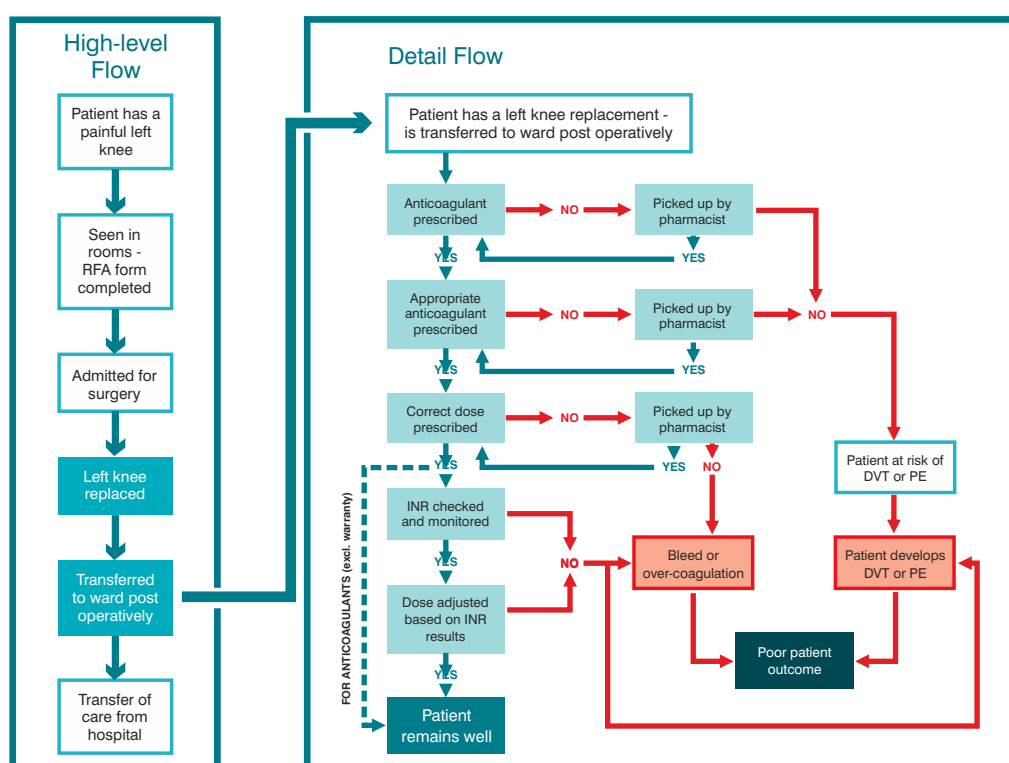 High-level
Flow
Patient has a
painful left
knee
Seen in
rooms -
RFA form
completed
Admitted for
surgery
Left knee
replaced
Transferred
to ward post
operatively
Transfer of
care from
hospital
Detail Flow
Patient has a left knee replacement -
is transferred to ward post operatively
Anticoagulant
prescribed
NO
Picked up by
pharmacist
YES
YES
Appropriate
anticoagulant
prescribed
NO
Picked up by
pharmacist
NO
YES
YES
Correct dose
prescribed
NO
Picked up by
pharmacist
YES
YES
NO
Patient at risk of
DVT or PE
FOR ANTICOAGULANTS (excl. warranty)
INR checked
and monitored
NO
Bleed or
over-coagulation
Patient develops
DVT or PE
YES
Dose adjusted
based on INR
results
Poor patient
outcome
YES
Patient
remains well